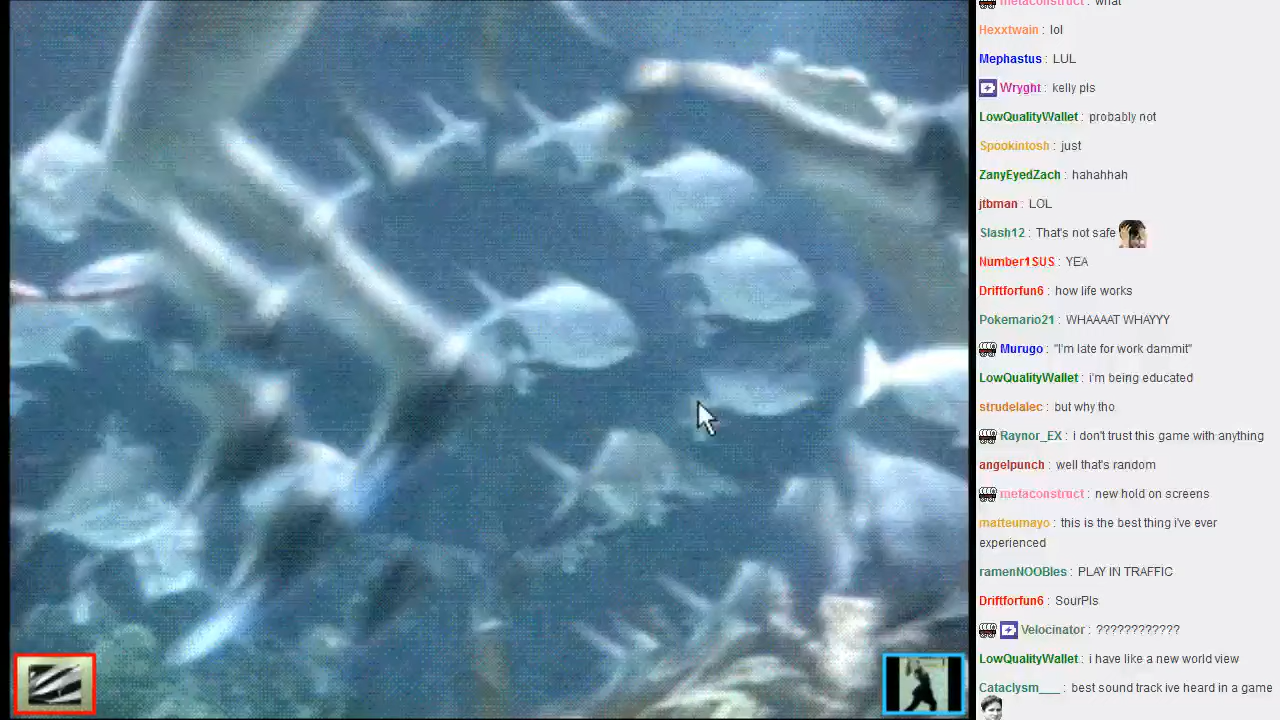 metaconstruct : what
Hexxtwain : lol
Mephastus : LUL
Wryght : kelly pls
LowQualityWallet : probably not
Spookintosh : just
ZanyEyedZach : hahahhah
jtbman : LOL
Slash12 : That's not safe
Number1SUS : YEA
Driftforfun6 : how life works
Pokemario21 : WHAAAAT WHAYYY
Murugo : "I'm late for work dammit"
LowQualityWallet : i'm being educated
strudelalec : but why tho
Raynor_EX : i don't trust this game with anything
angelpunch : well that's random
metaconstruct : new hold on screens
matteumayo : this is the best thing i've ever
experienced
ramenNOOBles : PLAY IN TRAFFIC
Driftforfun6 : SourPls
Velocinator : ????????????
LowQualityWallet : i have like a new world view
Cataclysm___ : best sound track ive heard in a game